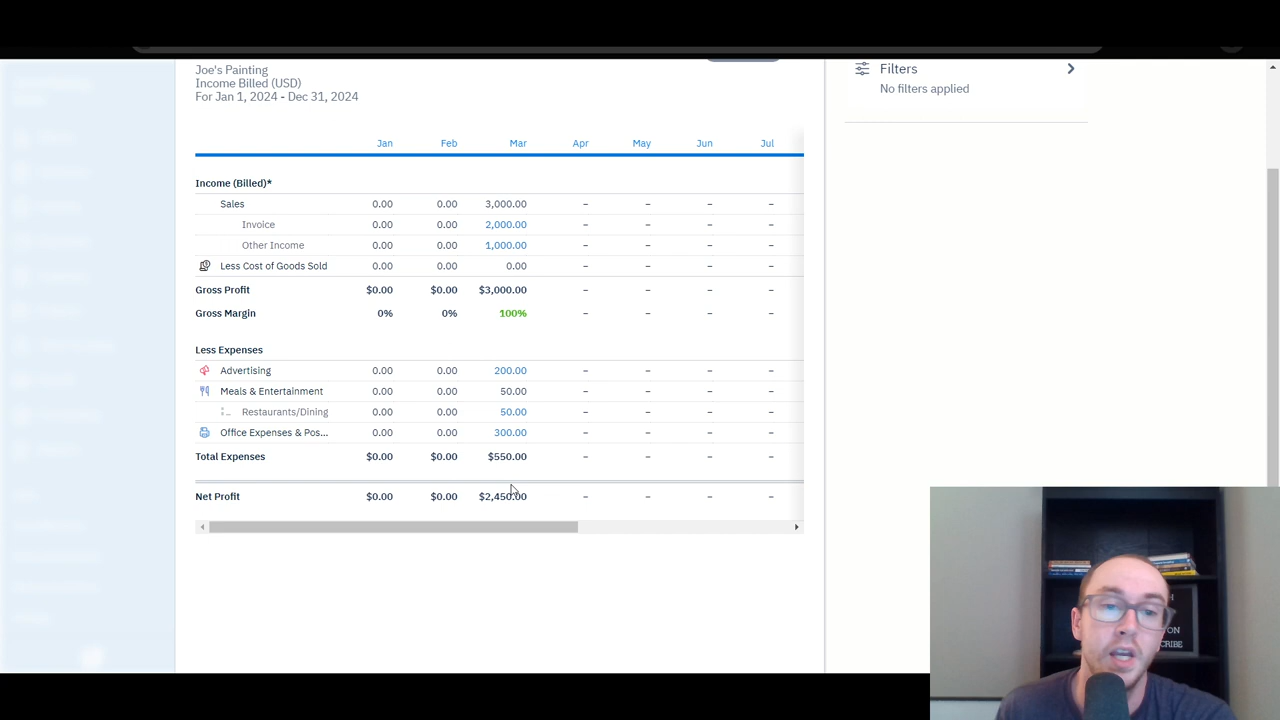 Joe's Painting
Income Billed (USD)
For Jan 1, 2024 - Dec 31, 2024
Filters
No filters applied
Jan Feb Mar Apr May Jun Jul
Income (Billed)*
Sales 0.00 0.00 3,000.00 – – – –
Invoice 0.00 0.00 2,000.00 – – – –
Other Income 0.00 0.00 1,000.00 – – – –
Less Cost of Goods Sold 0.00 0.00 0.00 – – – –
Gross Profit $0.00 $0.00 $3,000.00 – – – –
Gross Margin 0% 0% 100% – – – –
Less Expenses
Advertising 0.00 0.00 200.00 – – – –
Meals & Entertainment 0.00 0.00 50.00 – – – –
Restaurants/Dining 0.00 0.00 50.00 – – – –
Office Expenses & Pos... 0.00 0.00 300.00 – – – –
Total Expenses $0.00 $0.00 $550.00 – – – –
Net Profit $0.00 $0.00 $2,450.00 – – – –